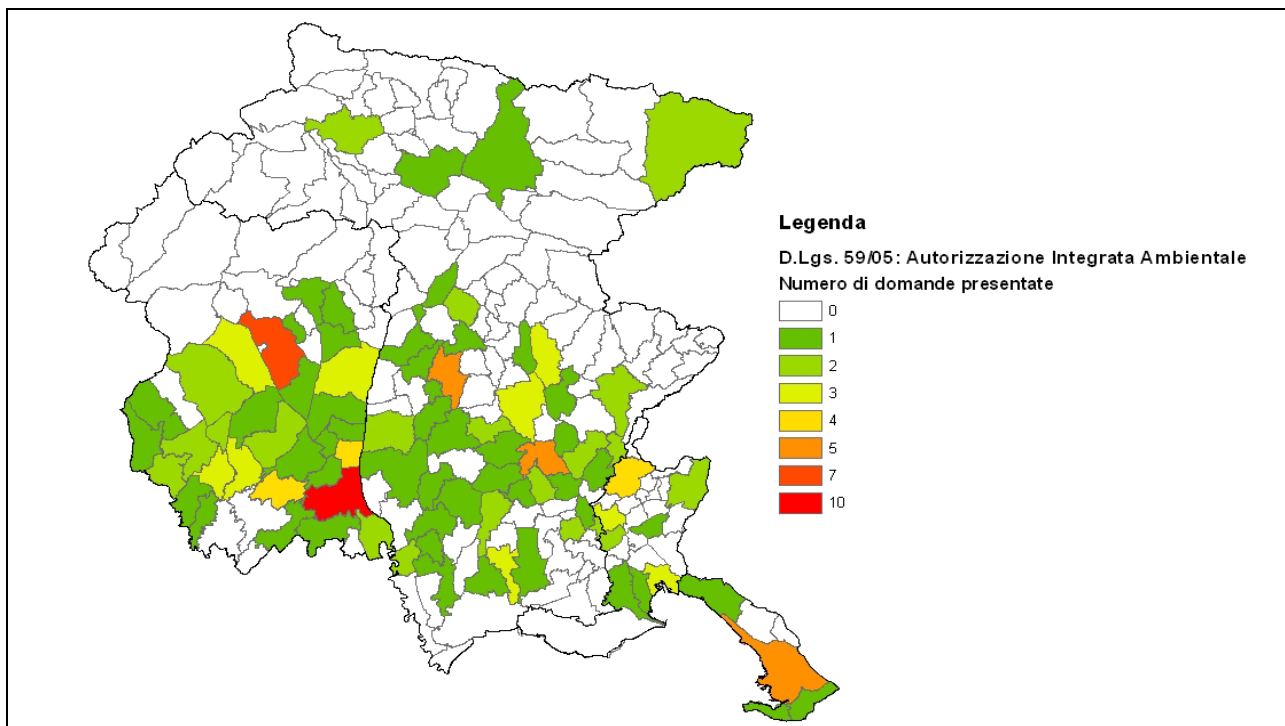 Legenda
D.Lgs. 59/05: Autorizzazione Integrata Ambientale
Numero di domande presentate
0
1
2
3
4
5
7
10